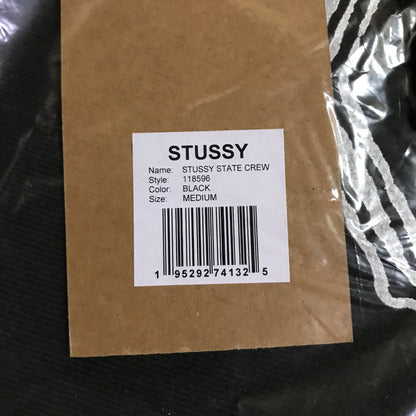 STUSSY
Name: STUSSY STATE CREW
Style: 118596
Color: BLACK
Size: MEDIUM
1 95292 74132 5